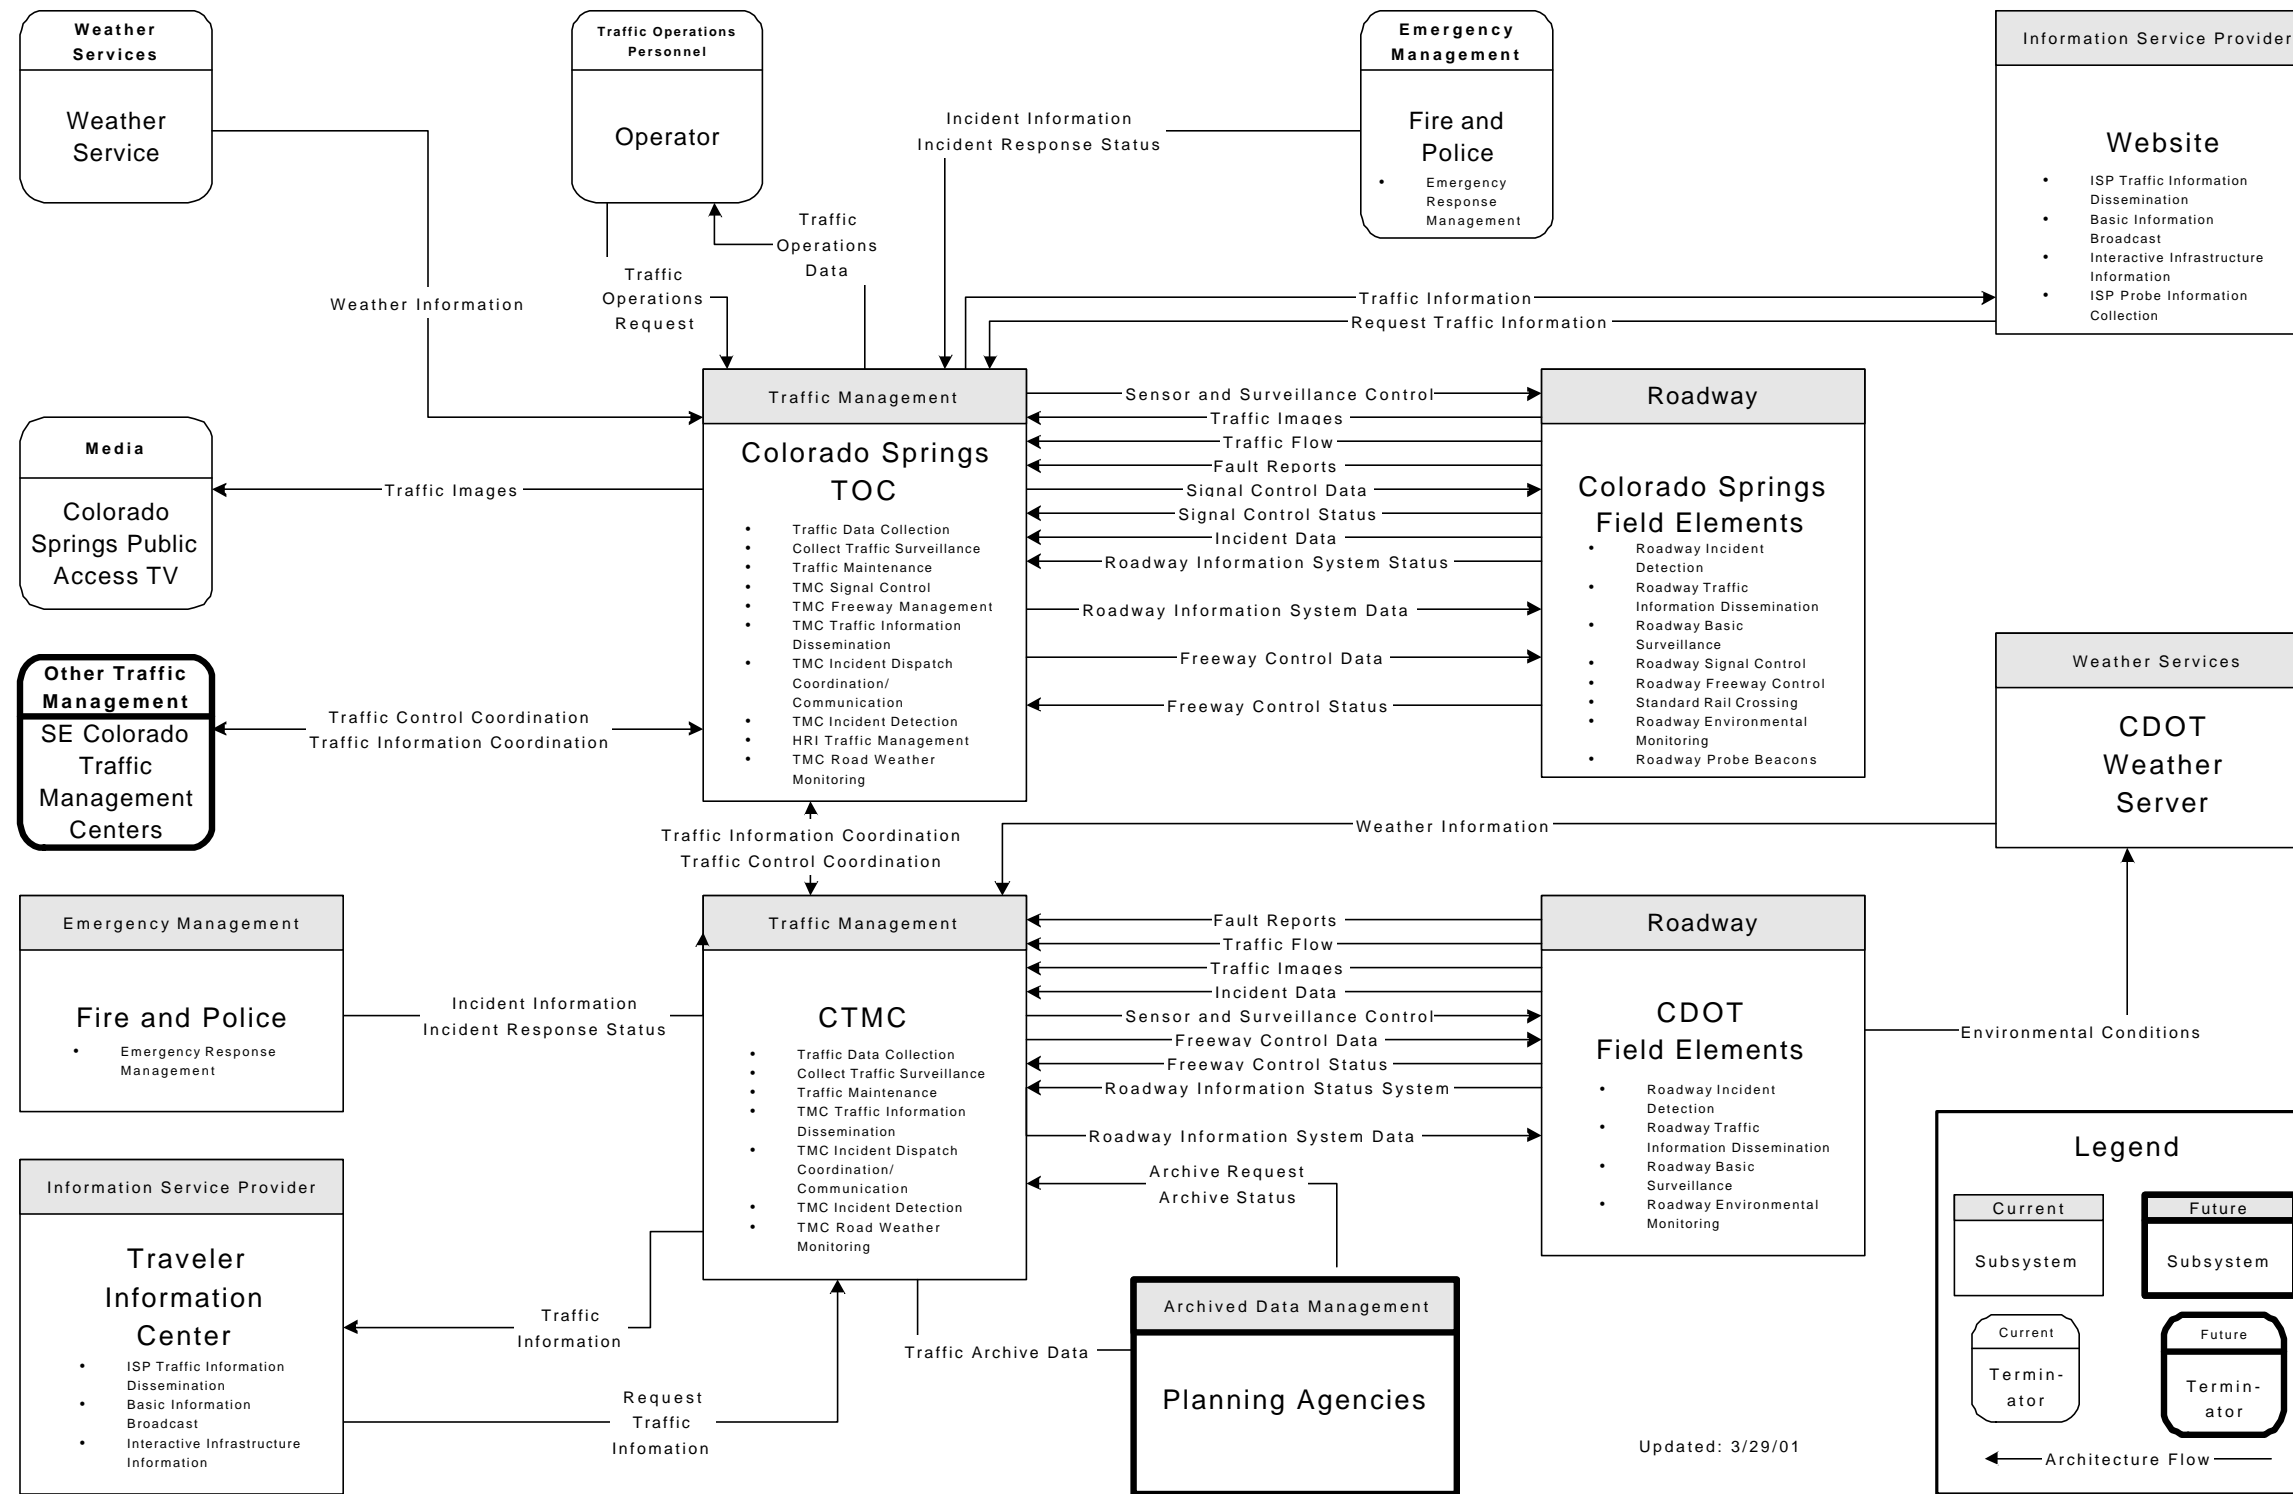 Weather
Services
Weather
Service
Traffic Operations
Personnel
Operator
Emergency
Management
Fire and
Police
• Emergency
Response
Management
Information Service Provider
Website
• ISP Traffic Information
Dissemination
• Basic Information
Broadcast
• Interactive Infrastructure
Information
• ISP Probe Information
Collection
Incident Information
Incident Response Status
Traffic
Operations
Data
Traffic
Operations
Request
Weather Information
Traffic Information
Request Traffic Information
Media
Colorado
Springs Public
Access TV
Traffic Images
Other Traffic
Management
SE Colorado
Traffic
Management
Centers
Traffic Control Coordination
Traffic Information Coordination
Traffic Management
Colorado Springs
TOC
• Traffic Data Collection
• Collect Traffic Surveillance
• Traffic Maintenance
• TMC Signal Control
• TMC Freeway Management
• TMC Traffic Information
Dissemination
• TMC Incident Dispatch
Coordination/
Communication
• TMC Incident Detection
• HRI Traffic Management
• TMC Road Weather
Monitoring
Sensor and Surveillance Control
Traffic Images
Traffic Flow
Fault Reports
Signal Control Data
Signal Control Status
Incident Data
Roadway Information System Status
Roadway Information System Data
Freeway Control Data
Freeway Control Status
Roadway
Colorado Springs
Field Elements
• Roadway Incident
Detection
• Roadway Traffic
Information Dissemination
• Roadway Basic
Surveillance
• Roadway Signal Control
• Roadway Freeway Control
• Standard Rail Crossing
• Roadway Environmental
Monitoring
• Roadway Probe Beacons
Weather Services
CDOT
Weather
Server
Traffic Information Coordination
Traffic Control Coordination
Weather Information
Emergency Management
Fire and Police
• Emergency Response
Management
Incident Information
Incident Response Status
Traffic Management
CTMC
• Traffic Data Collection
• Collect Traffic Surveillance
• Traffic Maintenance
• TMC Traffic Information
Dissemination
• TMC Incident Dispatch
Coordination/
Communication
• TMC Incident Detection
• TMC Road Weather
Monitoring
Fault Reports
Traffic Flow
Traffic Images
Incident Data
Sensor and Surveillance Control
Freeway Control Data
Freeway Control Status
Roadway Information Status System
Roadway Information System Data
Archive Request
Archive Status
Roadway
CDOT
Field Elements
• Roadway Incident
Detection
• Roadway Traffic
Information Dissemination
• Roadway Basic
Surveillance
• Roadway Environmental
Monitoring
Environmental Conditions
Information Service Provider
Traveler
Information
Center
• ISP Traffic Information
Dissemination
• Basic Information
Broadcast
• Interactive Infrastructure
Information
Traffic
Information
Request
Traffic
Infomation
Traffic Archive Data
Archived Data Management
Planning Agencies
Updated: 3/29/01
Legend
Current
Subsystem
Future
Subsystem
Current
Termin-
ator
Future
Termin-
ator
Architecture Flow